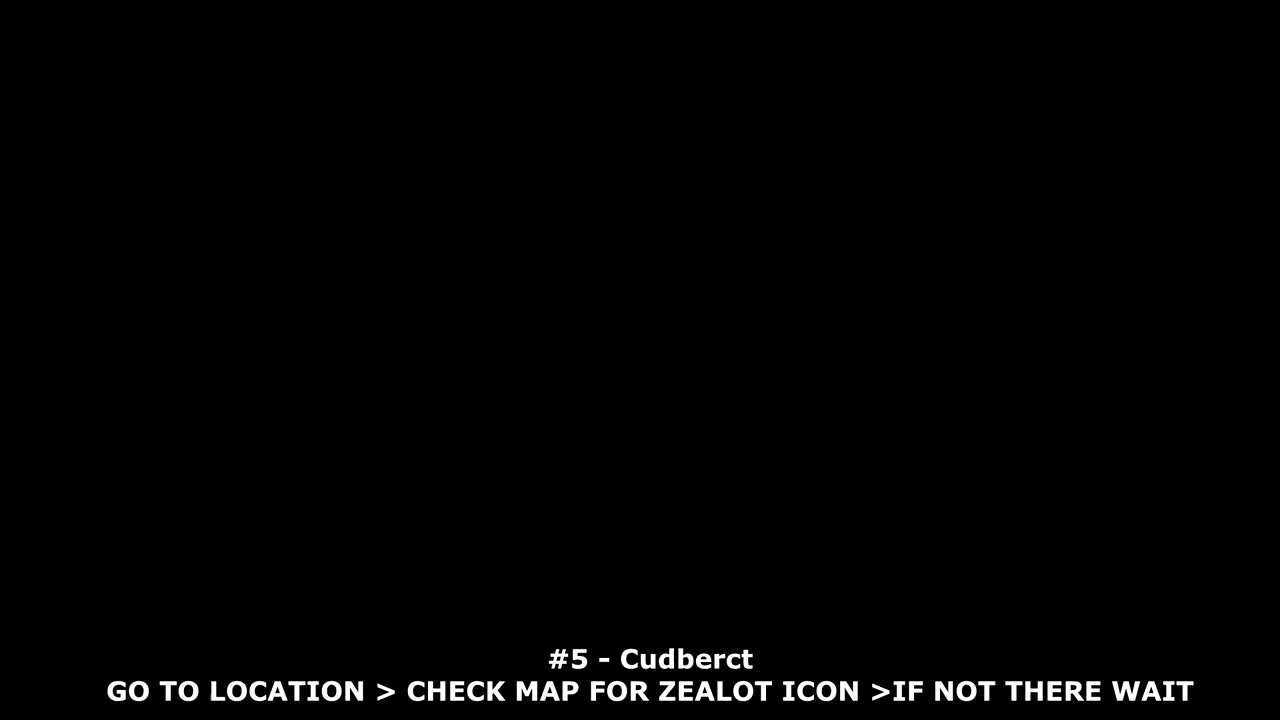 #5 - Cudberct
GO TO LOCATION > CHECK MAP FOR ZEALOT ICON >IF NOT THERE WAIT